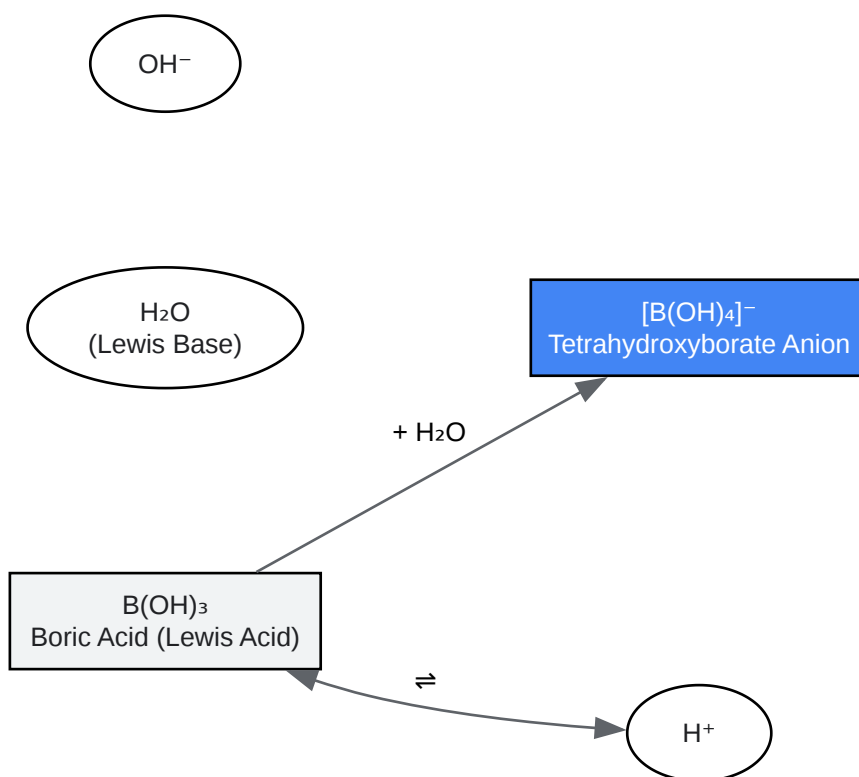 OH⁻
H₂O
(Lewis Base)
[B(OH)₄]⁻
Tetrahydroxyborate Anion
+ H₂O
B(OH)₃
Boric Acid (Lewis Acid)
⇌
H⁺